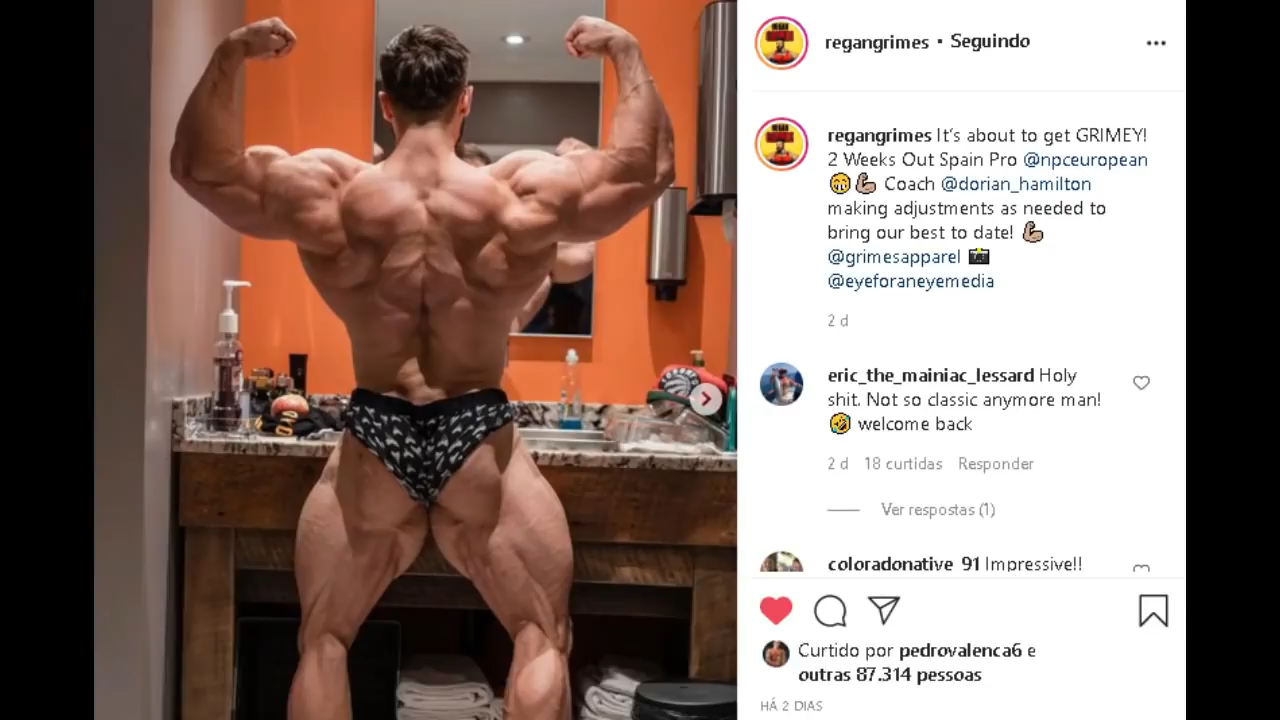 regangrimes • Seguindo
regangrimes It's about to get GRIMEY!
2 Weeks Out Spain Pro @npceuropean
😁💪🏼 Coach @dorian_hamilton
making adjustments as needed to
bring our best to date! 💪🏼
@grimesapparel 📸
@eyeforaneyemedia
2 d
eric_the_mainiac_lessard Holy
shit. Not so classic anymore man!
🤣 welcome back
2 d 18 curtidas Responder
Ver respostas (1)
coloradonative_91 Impressive!!
Curtido por pedrovalenca6 e
outras 87.314 pessoas
HÁ 2 DIAS